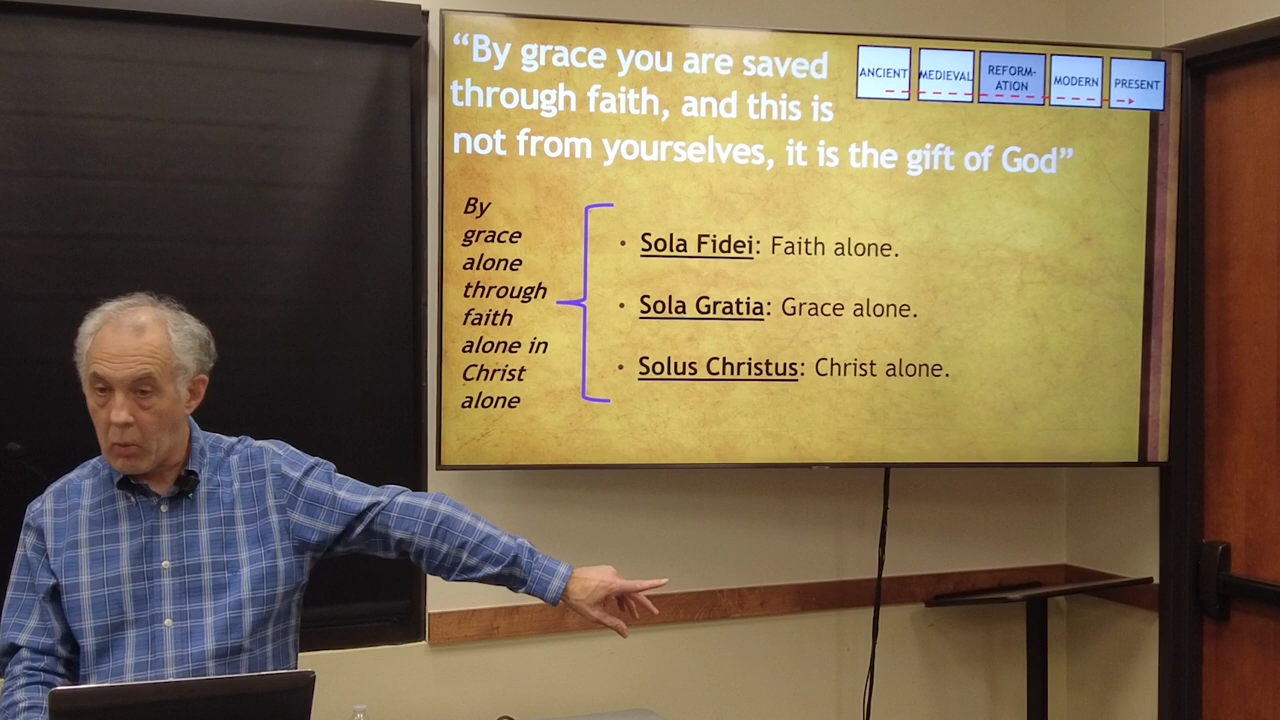 “By grace you are saved
through faith, and this is
not from yourselves, it is the gift of God”
ANCIENT
MEDIEVAL
REFORM-
ATION
MODERN
PRESENT
By
grace
alone
through
faith
alone in
Christ
alone
• Sola Fidei: Faith alone.
• Sola Gratia: Grace alone.
• Solus Christus: Christ alone.